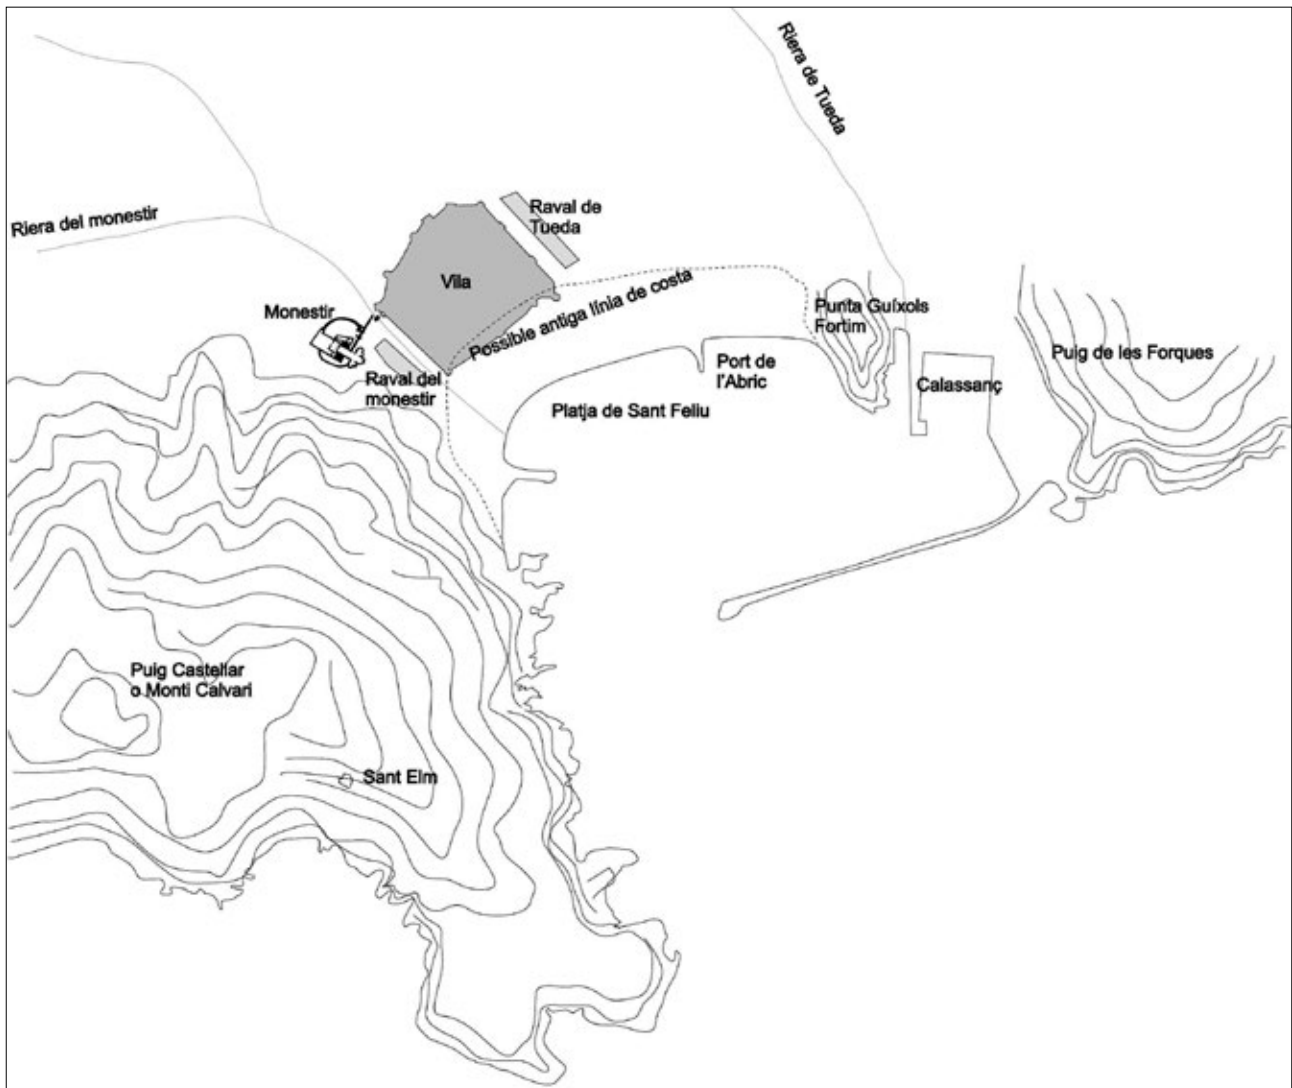 Riera de Tueda
Riera del monestir
Raval de
Tueda
Vila
Possible antiga línia de costa
Monestir
Punta Guíxols
Fortim
Puig de les Forques
Port de
l'Abric
Raval del
monestir
Calassanç
Platja de Sant Feliu
Puig Castellar
o Monti Calvari
Sant Elm